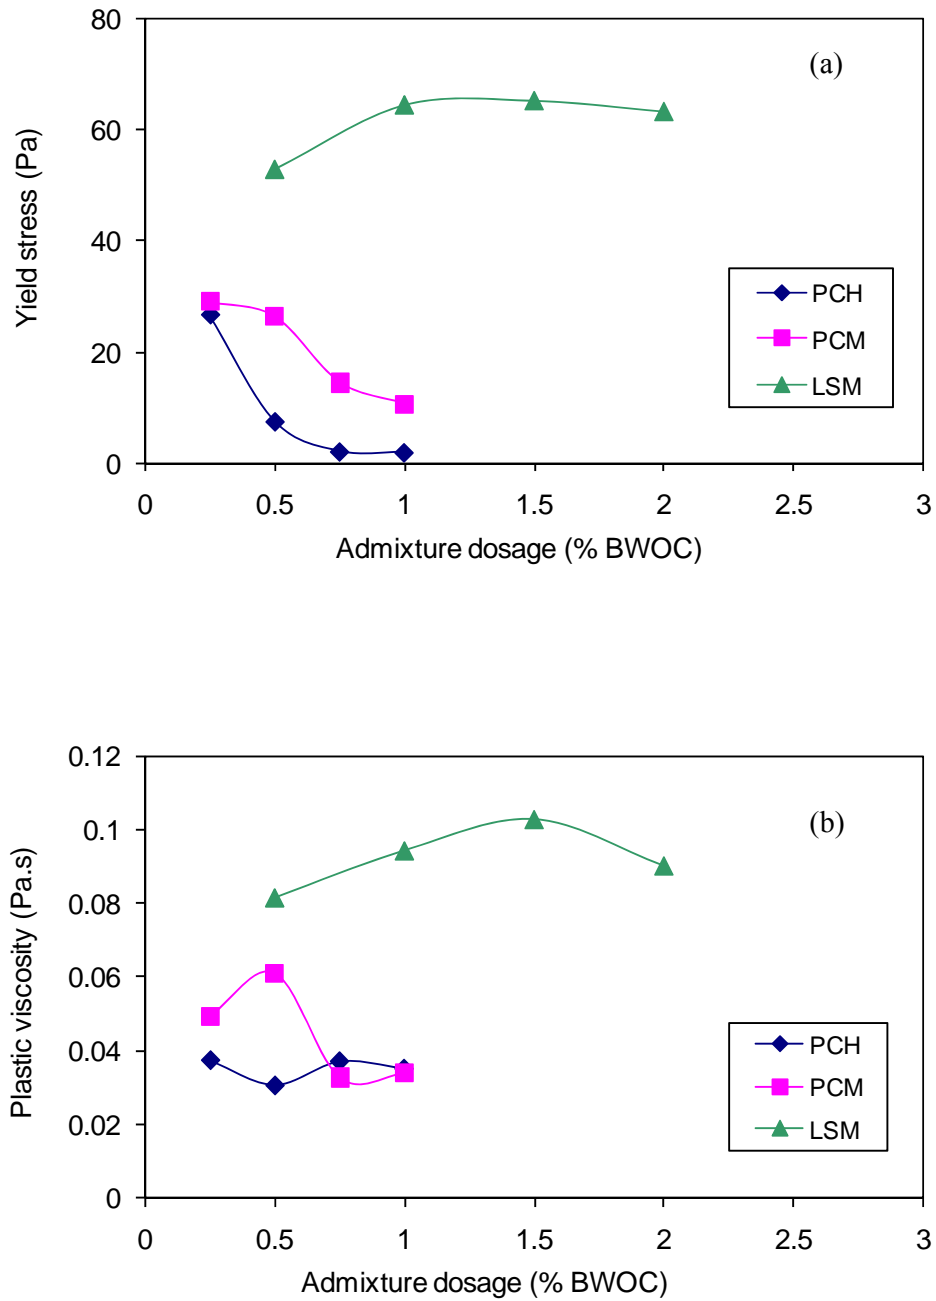 80
(a)
60
Yield stress (Pa)
40
PCH
20
PCM
LSM
0
0 0.5 1 1.5 2 2.5 3
Admixture dosage (% BWOC)
0.12
(b)
0.1
0.08
Plastic viscosity (Pa.s)
0.06
PCH
0.04
PCM
0.02
LSM
0
0 0.5 1 1.5 2 2.5 3
Admixture dosage (% BWOC)